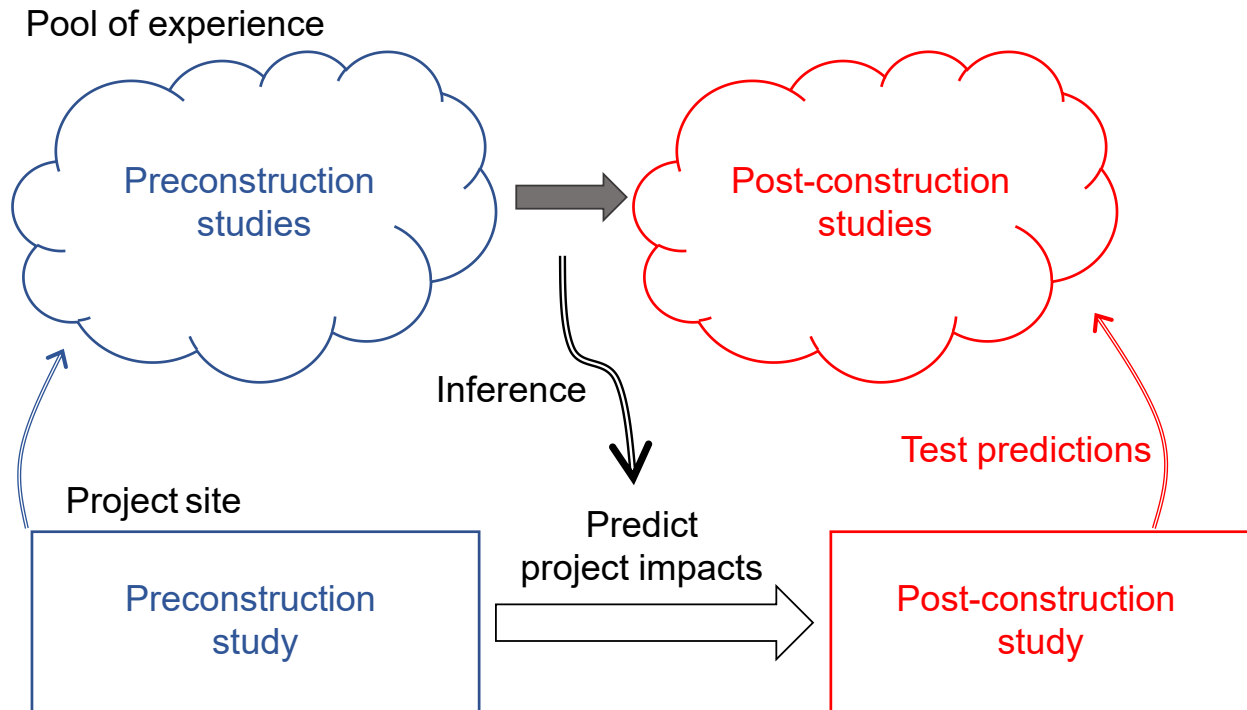 Pool of experience
Preconstruction
studies
Post-construction
studies
Inference
Test predictions
Project site
Predict
project impacts
Preconstruction
study
Post-construction
study